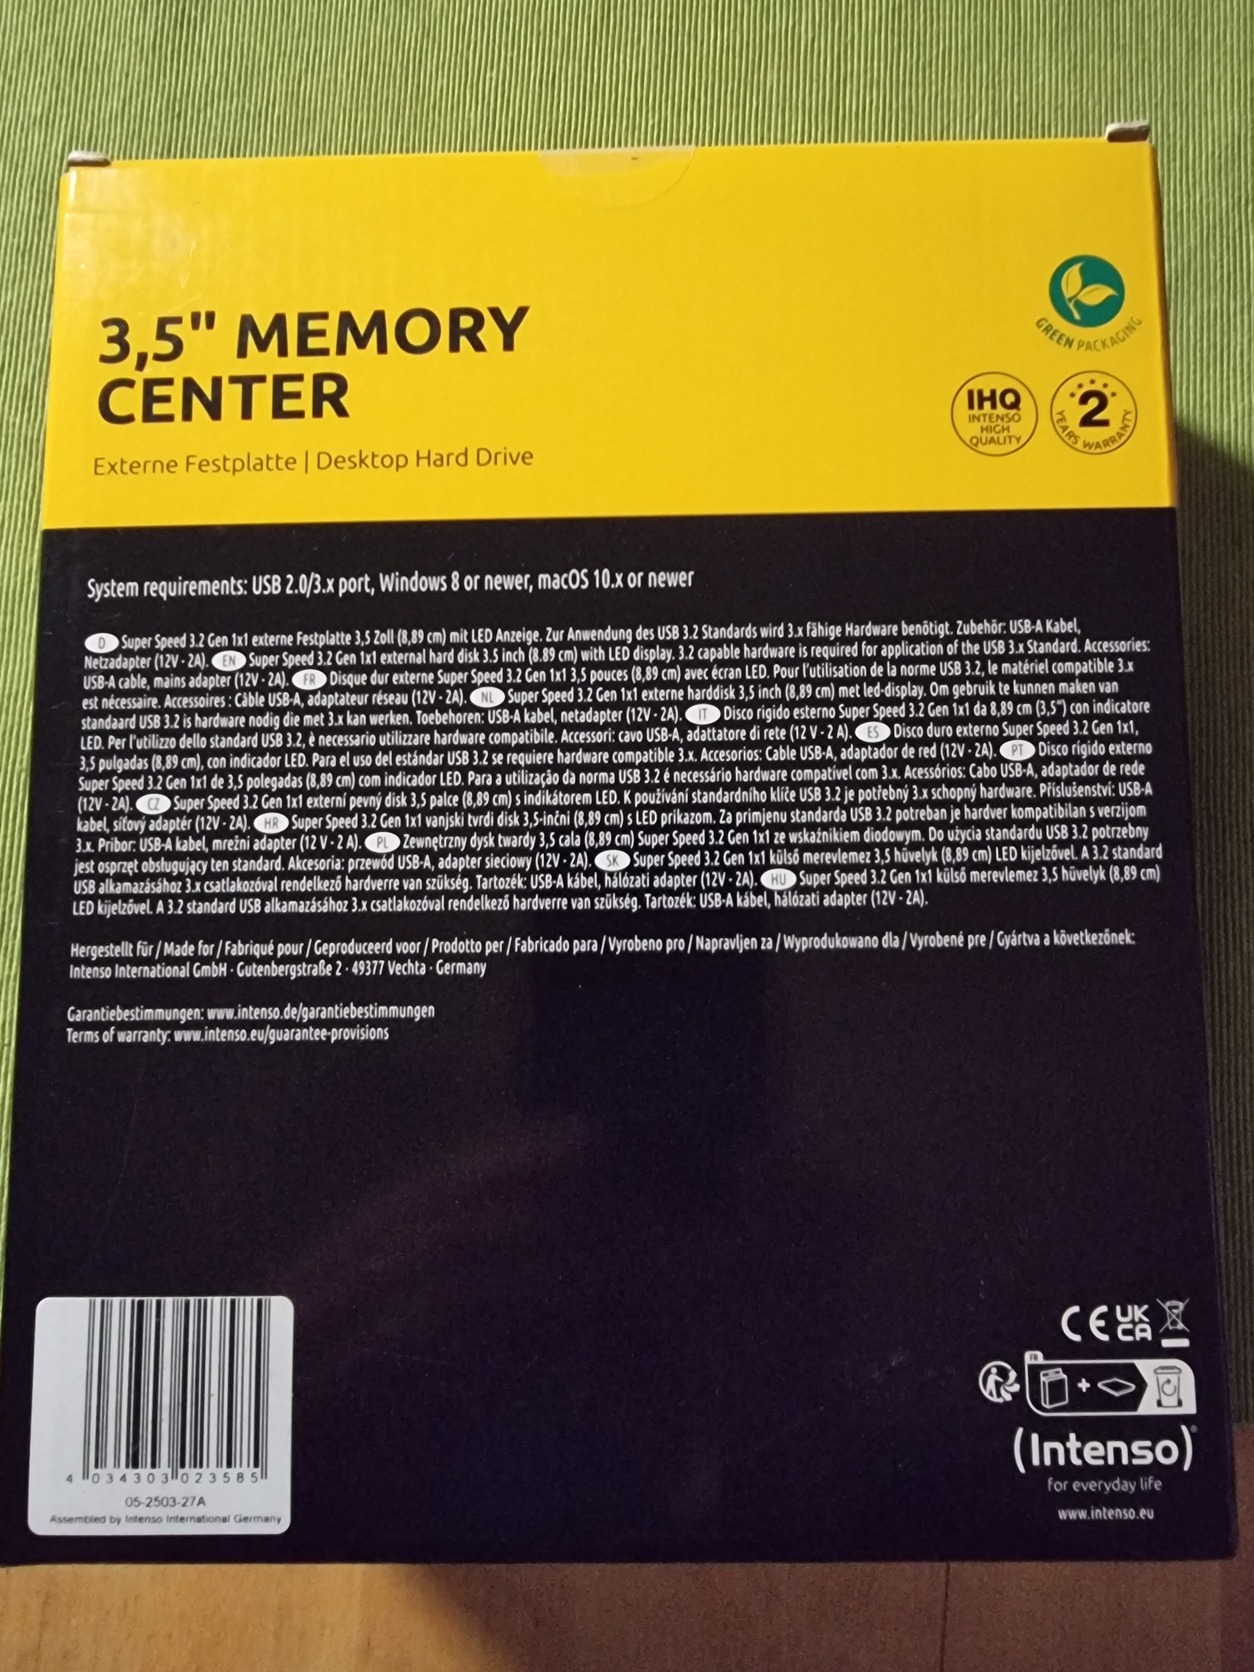 3,5" MEMORY
CENTER
Externe Festplatte | Desktop Hard Drive
GREEN PACKAGING
IHQ
INTENSO
HIGH
QUALITY
2
YEARS WARRANTY
System requirements: USB 2.0/3.x port, Windows 8 or newer, macOS 10.x or newer
D Super Speed 3.2 Gen 1x1 externe Festplatte 3,5 Zoll (8,89 cm) mit LED Anzeige. Zur Anwendung des USB 3.2 Standards wird 3.x fähige Hardware benötigt. Zubehör: USB-A Kabel,
Netzadapter (12V - 2A). EN Super Speed 3.2 Gen 1x1 external hard disk 3.5 inch (8.89 cm) with LED display. 3.2 capable hardware is required for application of the USB 3.x Standard. Accessories:
USB-A cable, mains adapter (12V - 2A). FR Disque dur externe Super Speed 3.2 Gen 1x1 3,5 pouces (8,89 cm) avec écran LED. Pour l'utilisation de la norme USB 3.2, le matériel compatible 3.x
est nécessaire. Accessoires : Câble USB-A, adaptateur réseau (12V - 2A). NL Super Speed 3.2 Gen 1x1 externe harddisk 3,5 inch (8,89 cm) met led-display. Om gebruik te kunnen maken van
standaard USB 3.2 is hardware nodig die met 3.x kan werken. Toebehoren: USB-A kabel, netadapter (12V - 2A). IT Disco rigido esterno Super Speed 3.2 Gen 1x1 da 8,89 cm (3,5") con indicatore
LED. Per l'utilizzo dello standard USB 3.2, è necessario utilizzare hardware compatibile. Accessori: cavo USB-A, adattatore di rete (12 V - 2 A). ES Disco duro externo Super Speed 3.2 Gen 1x1,
3,5 pulgadas (8,89 cm), con indicador LED. Para el uso del estándar USB 3.2 se requiere hardware compatible 3.x. Accesorios: Cable USB-A, adaptador de red (12V - 2A). PT Disco rígido externo
Super Speed 3.2 Gen 1x1 de 3,5 polegadas (8,89 cm) com indicador LED. Para a utilização da norma USB 3.2 é necessário hardware compatível com 3.x. Acessórios: Cabo USB-A, adaptador de rede
(12V - 2A). CZ Super Speed 3.2 Gen 1x1 externí pevný disk 3,5 palce (8,89 cm) s indikátorem LED. K používání standardního klíče USB 3.2 je potřebný 3.x schopný hardware. Příslušenství: USB-A
kabel, síťový adaptér (12V - 2A). HR Super Speed 3.2 Gen 1x1 vanjski tvrdi disk 3,5-inčni (8,89 cm) s LED prikazom. Za primjenu standarda USB 3.2 potreban je hardver kompatibilan s verzijom
3.x. Pribor: USB-A kabel, mrežni adapter (12 V - 2 A). PL Zewnętrzny dysk twardy 3,5 cala (8,89 cm) Super Speed 3.2 Gen 1x1 ze wskaźnikiem diodowym. Do użycia standardu USB 3.2 potrzebny
jest osprzęt obsługujący ten standard. Akcesoria: przewód USB-A, adapter sieciowy (12V - 2A). SK Super Speed 3.2 Gen 1x1 külső merevlemez 3,5 hüvelyk (8,89 cm) LED kijelzővel. A 3.2 standard
USB alkamazásához 3.x csatlakozóval rendelkező hardverre van szükség. Tartozék: USB-A kábel, hálózati adapter (12V - 2A). HU Super Speed 3.2 Gen 1x1 külső merevlemez 3,5 hüvelyk (8,89 cm)
LED kijelzővel. A 3.2 standard USB alkamazásához 3.x csatlakozóval rendelkező hardverre van szükség. Tartozék: USB-A kábel, hálózati adapter (12V - 2A).
Hergestellt für / Made for / Fabriqué pour / Geproduceerd voor / Prodotto per / Fabricado para / Vyrobeno pro / Napravljen za / Wyprodukowano dla / Vyrobené pre / Gyártva a következőnek:
Intenso International GmbH · Gutenbergstraße 2 · 49377 Vechta · Germany
Garantiebestimmungen: www.intenso.de/garantiebestimmungen
Terms of warranty: www.intenso.eu/guarantee-provisions
4 034303 023585
05-2503-27A
Assembled by Intenso International Germany
CE UK
CA
FR
+
(Intenso)®
for everyday life
www.intenso.eu